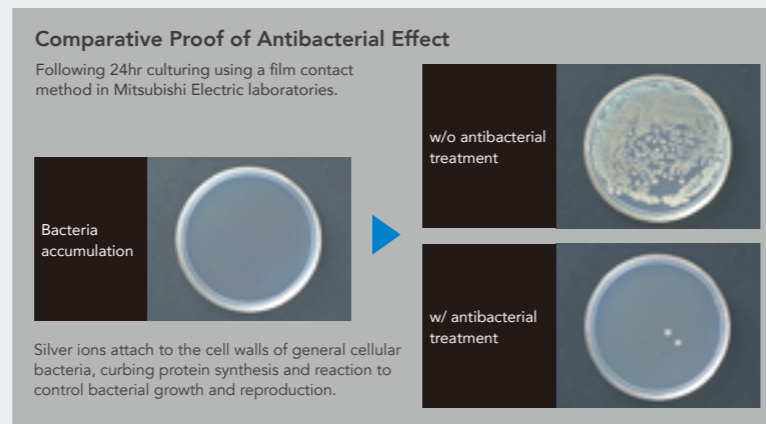 Comparative Proof of Antibacterial Effect
Following 24hr culturing using a film contact
method in Mitsubishi Electric laboratories.
Bacteria
accumulation
w/o antibacterial
treatment
w/ antibacterial
treatment
Silver ions attach to the cell walls of general cellular
bacteria, curbing protein synthesis and reaction to
control bacterial growth and reproduction.